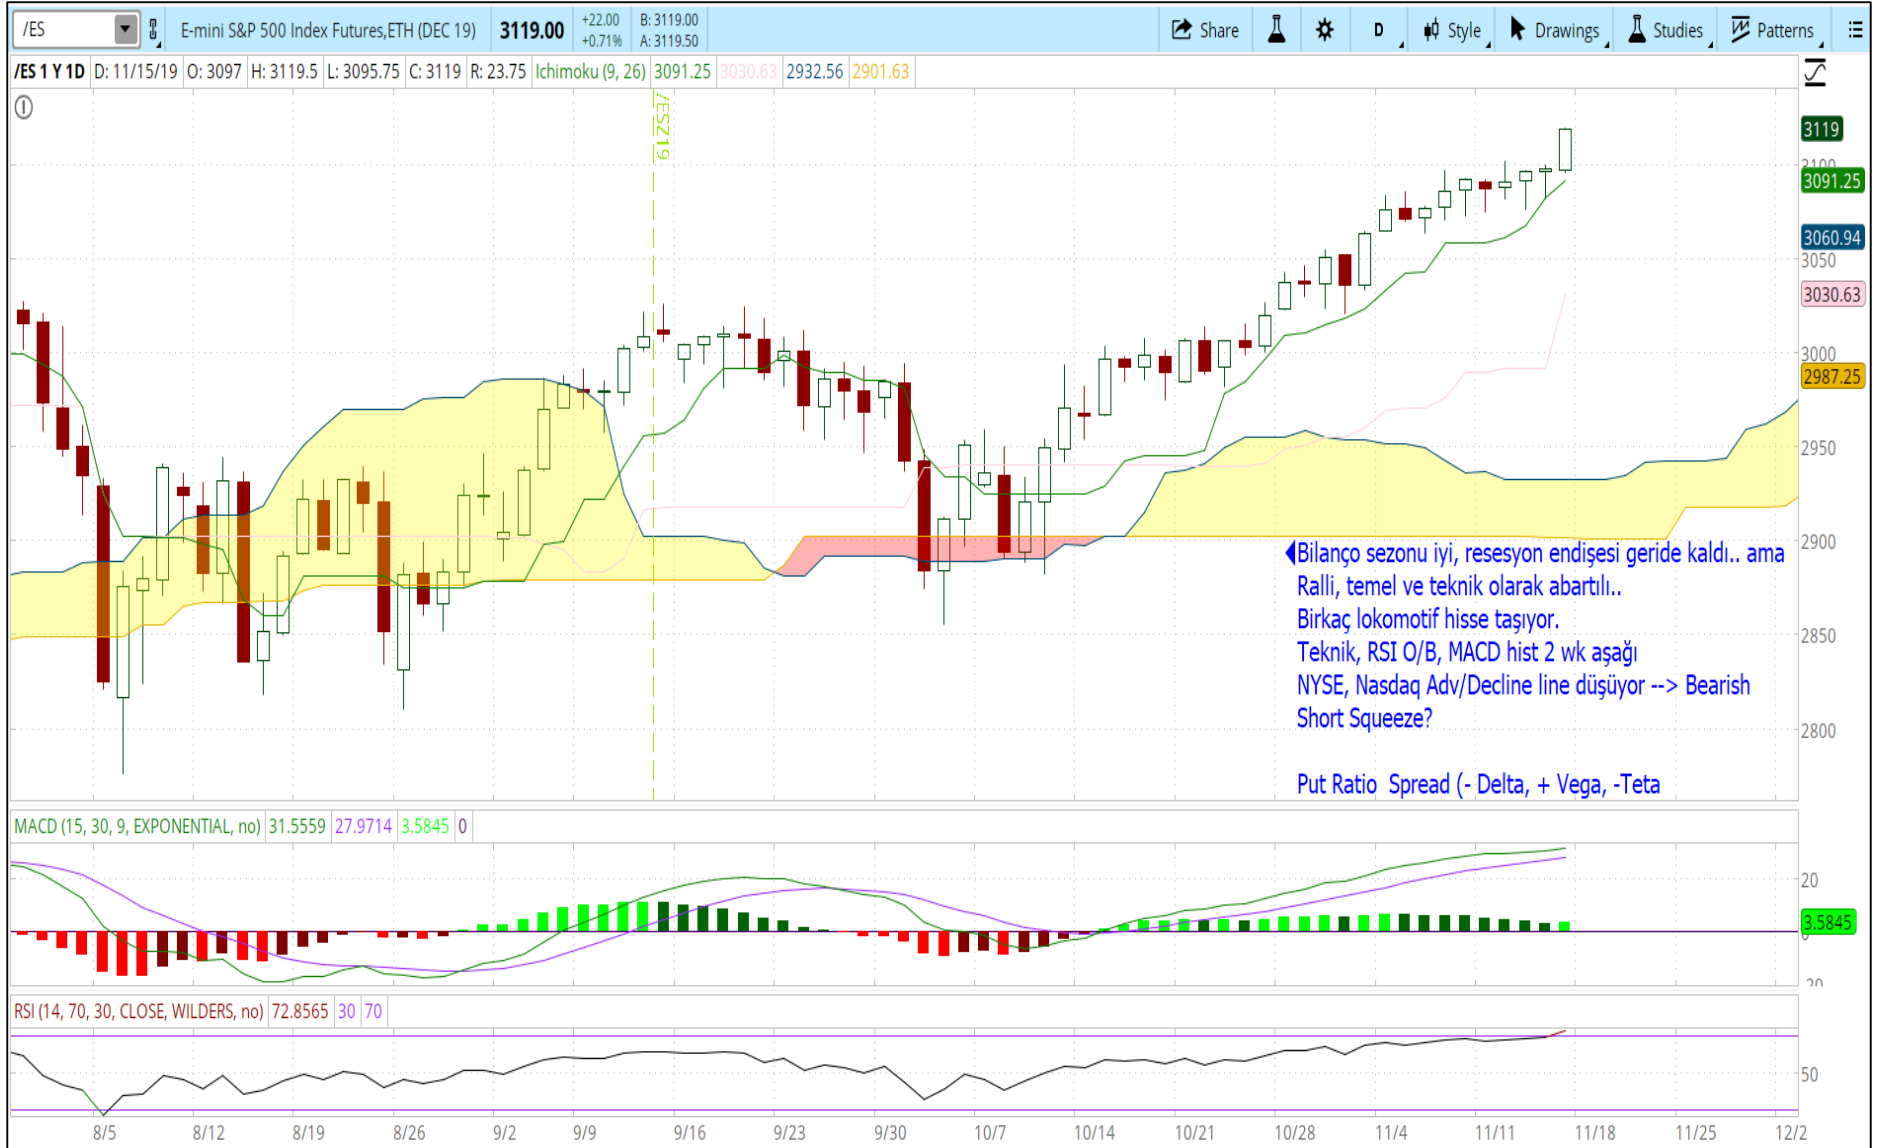 /ES
E-mini S&P 500 Index Futures,ETH (DEC 19)
3119.00
+22.00
+0.71%
B: 3119.00
A: 3119.50
Share
D
Style
Drawings
Studies
Patterns
/ES 1 Y 1D D: 11/15/19 O: 3097 H: 3119.5 L: 3095.75 C: 3119 R: 23.75 Ichimoku (9, 26) 3091.25 3030.63 2932.56 2901.63
/ESZ19
3119
3100
3091.25
3060.94
3050
3030.63
3000
2987.25
2950
2900
2850
2800
Bilanço sezonu iyi, resesyon endişesi geride kaldı.. ama
Ralli, temel ve teknik olarak abartılı..
Birkaç lokomotif hisse taşıyor.
Teknik, RSI O/B, MACD hist 2 wk aşağı
NYSE, Nasdaq Adv/Decline line düşüyor --> Bearish
Short Squeeze?
Put Ratio Spread (- Delta, + Vega, -Teta
MACD (15, 30, 9, EXPONENTIAL, no) 31.5559 27.9714 3.5845 0
20
3.5845
0
-20
RSI (14, 70, 30, CLOSE, WILDERS, no) 72.8565 30 70
50
8/5 8/12 8/19 8/26 9/2 9/9 9/16 9/23 9/30 10/7 10/14 10/21 10/28 11/4 11/11 11/18 11/25 12/2